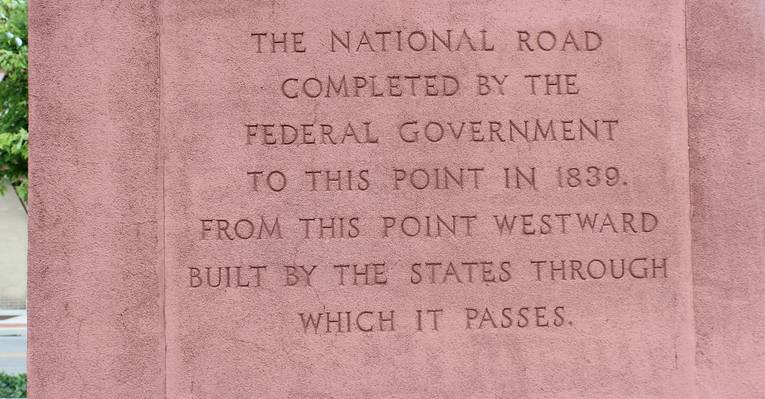 THE NATIONAL ROAD
COMPLETED BY THE
FEDERAL GOVERNMENT
TO THIS POINT IN 1839.
FROM THIS POINT WESTWARD
BUILT BY THE STATES THROUGH
WHICH IT PASSES.